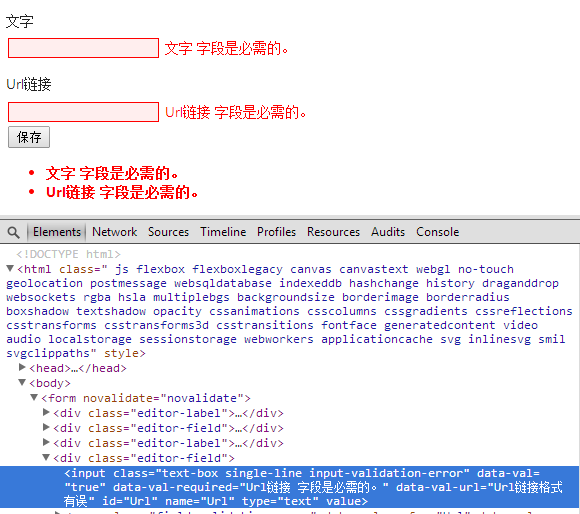 文字
文字 字段是必需的。
Url链接
Url链接 字段是必需的。
保存
• 文字 字段是必需的。
• Url链接 字段是必需的。
Elements Network Sources Timeline Profiles Resources Audits Console
<!DOCTYPE html>
▼<html class=" js flexbox flexboxlegacy canvas canvastext webgl no-touch
geolocation postmessage websqldatabase indexeddb hashchange history draganddrop
websockets rgba hsla multiplebgs backgroundsize borderimage borderradius
boxshadow textshadow opacity cssanimations csscolumns cssgradients cssreflections
csstransforms csstransforms3d csstransitions fontface generatedcontent video
audio localstorage sessionstorage webworkers applicationcache svg inlinesvg smil
svgclippaths" style>
▶<head>…</head>
▼<body>
▼<form novalidate="novalidate">
▶<div class="editor-label">…</div>
▶<div class="editor-field">…</div>
▶<div class="editor-label">…</div>
▼<div class="editor-field">
<input class="text-box single-line input-validation-error" data-val=
"true" data-val-required="Url链接 字段是必需的。" data-val-url="Url链接格式
有误" id="Url" name="Url" type="text" value>